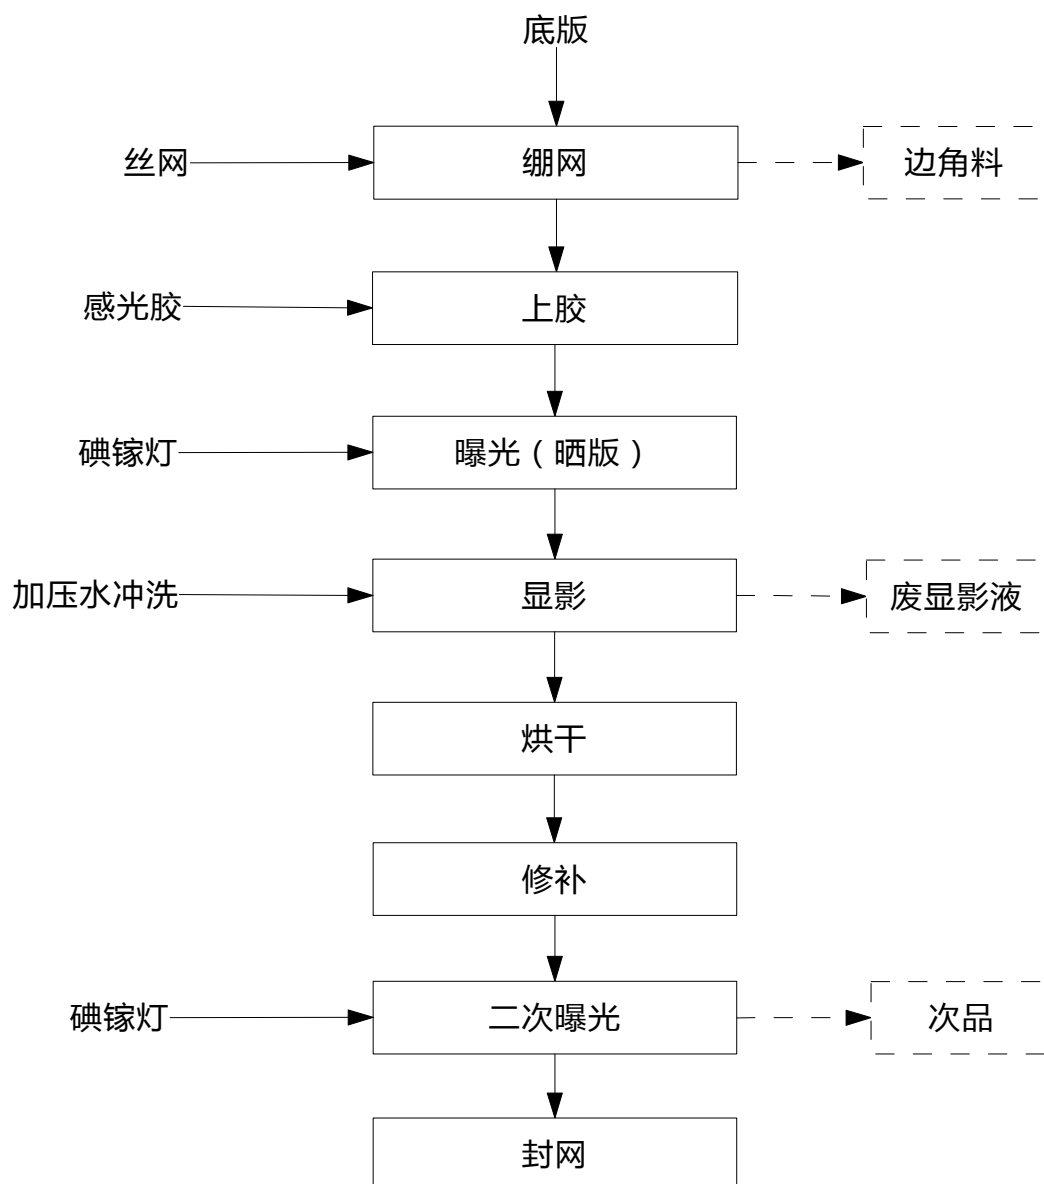 底版
丝网
绷网
边角料
感光胶
上胶
碘镓灯
曝光（晒版）
加压水冲洗
显影
废显影液
烘干
修补
碘镓灯
二次曝光
次品
封网